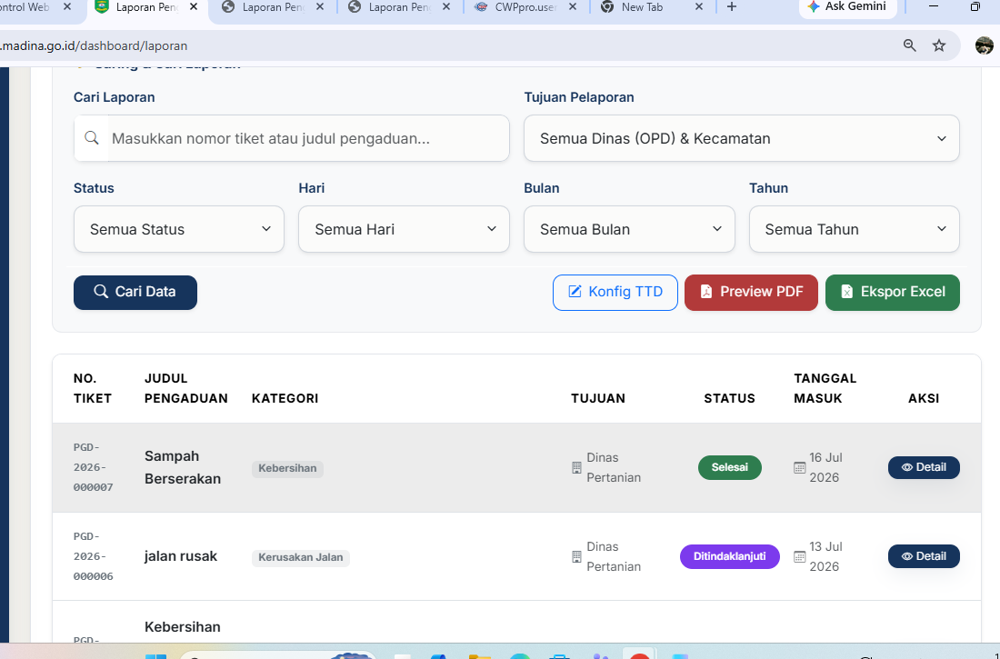 ontrol Web
Laporan Pen
Laporan Pen
Laporan Pen
CWPpro.user
New Tab
Ask Gemini
.madina.go.id/dashboard/laporan
Cari Laporan
Tujuan Pelaporan
Masukkan nomor tiket atau judul pengaduan...
Semua Dinas (OPD) & Kecamatan
Status
Hari
Bulan
Tahun
Semua Status
Semua Hari
Semua Bulan
Semua Tahun
Cari Data
Konfig TTD
Preview PDF
Ekspor Excel
NO. TIKET
JUDUL PENGADUAN
KATEGORI
TUJUAN
STATUS
TANGGAL MASUK
AKSI
PGD-
2026-
000007
Sampah
Berserakan
Kebersihan
Dinas
Pertanian
Selesai
16 Jul
2026
Detail
PGD-
2026-
000006
jalan rusak
Kerusakan Jalan
Dinas
Pertanian
Ditindaklanjuti
13 Jul
2026
Detail
PGD-
Kebersihan